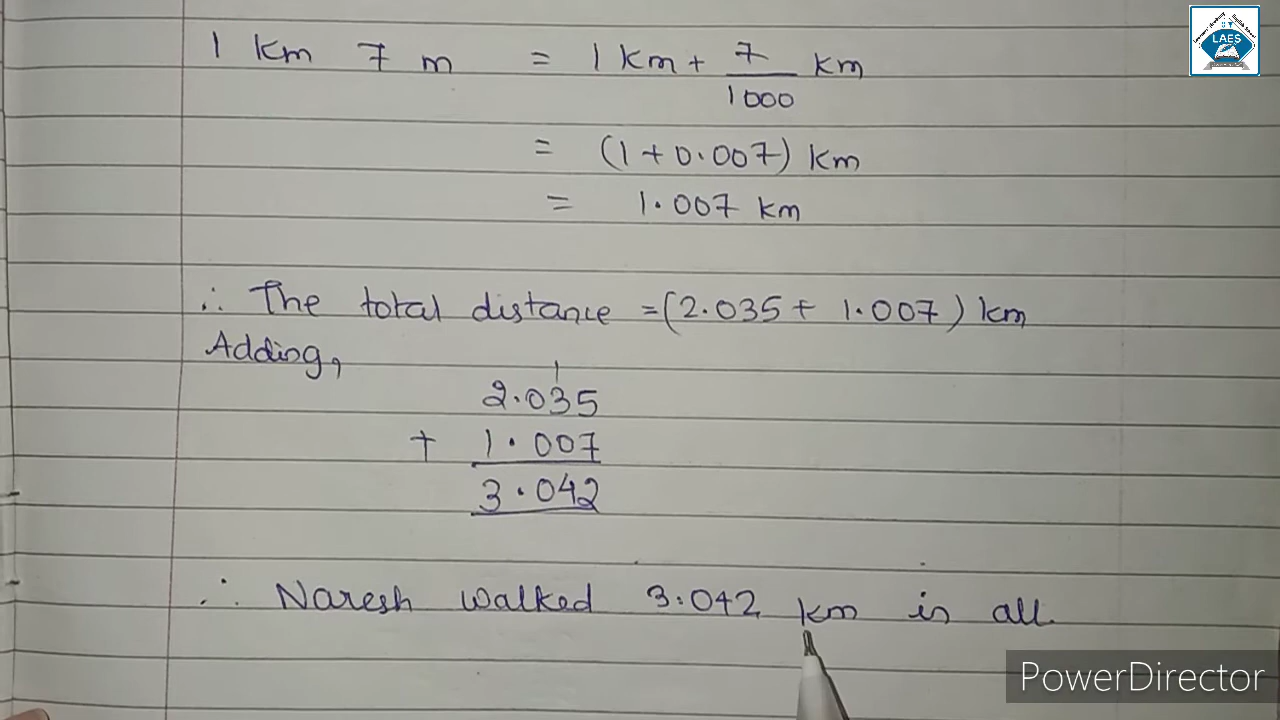 1 km 7 m = 1 km + 7/1000 km
= (1 + 0.007) km
= 1.007 km
∴ The total distance = (2.035 + 1.007) km
Adding,
1
2.035
+ 1.007
3.042
∴ Naresh walked 3.042 km in all.
LAES
PowerDirector